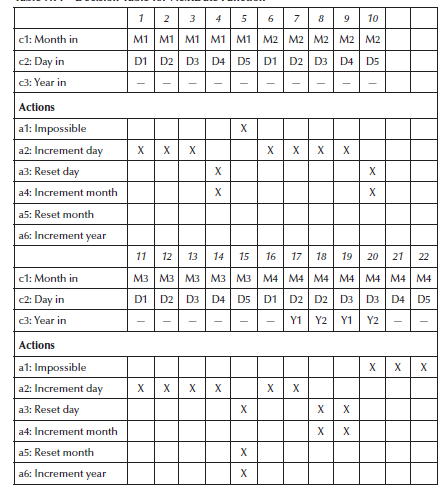 1 2 3 4 5 6 7 8 9 10
c1: Month in M1 M1 M1 M1 M1 M2 M2 M2 M2 M2
c2: Day in D1 D2 D3 D4 D5 D1 D2 D3 D4 D5
c3: Year in — — — — — — — — — —
Actions
a1: Impossible X
a2: Increment day X X X X X X X
a3: Reset day X X
a4: Increment month X X
a5: Reset month
a6: Increment year
11 12 13 14 15 16 17 18 19 20 21 22
c1: Month in M3 M3 M3 M3 M3 M4 M4 M4 M4 M4 M4 M4
c2: Day in D1 D2 D3 D4 D5 D1 D2 D2 D3 D3 D4 D5
c3: Year in — — — — — — Y1 Y2 Y1 Y2 — —
Actions
a1: Impossible X X X
a2: Increment day X X X X X X
a3: Reset day X X X
a4: Increment month X X
a5: Reset month X
a6: Increment year X